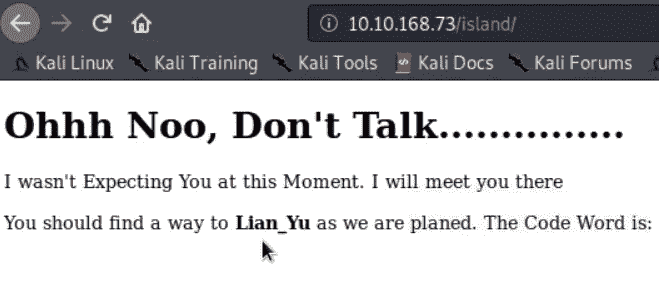 10.10.168.73/island/
Kali Linux Kali Training Kali Tools Kali Docs Kali Forums
Ohhh Noo, Don't Talk...............
I wasn't Expecting You at this Moment. I will meet you there
You should find a way to Lian_Yu as we are planed. The Code Word is: